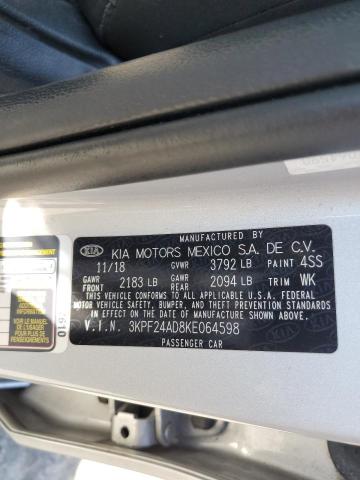 KIA KIA MOTORS MEXICO S.A. DE C.V.
11/18 GVWR 3792 LB PAINT 4SS
GAWR FRONT 2183 LB GAWR REAR 2094 LB TRIM WK
THIS VEHICLE CONFORMS TO ALL APPLICABLE U.S. FEDERAL
MOTOR VEHICLE SAFETY, BUMPER, AND THEFT PREVENTION
STANDARDS IN EFFECT ON THE DATE OF MANUFACTURE SHOWN ABOVE.
V.I.N. 3KPF24AD8KE064598
PASSENGER CAR
610